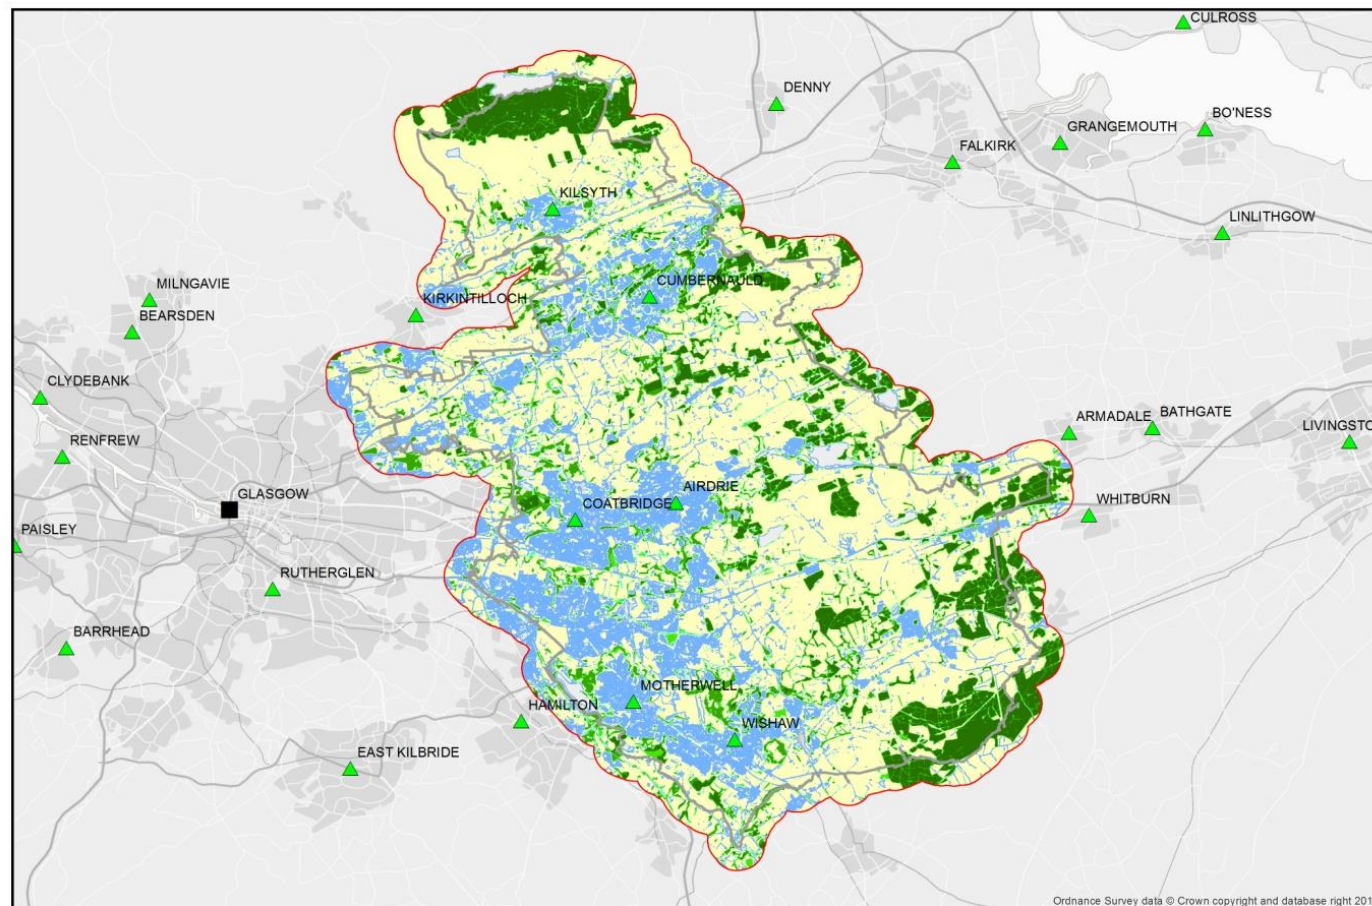 CULROSS
DENNY
BO'NESS
GRANGEMOUTH
FALKIRK
KILSYTH
LINLITHGOW
MILNGAVIE
CUMBERNAULD
KIRKINTILLOCH
BEARSDEN
CLYDEBANK
ARMADALE
BATHGATE
LIVINGSTO
RENFREW
AIRDRIE
GLASGOW
COATBRIDGE
WHITBURN
PAISLEY
RUTHERGLEN
BARRHEAD
MOTHERWELL
HAMILTON
WISHAW
EAST KILBRIDE
Ordnance Survey data © Crown copyright and database right 201